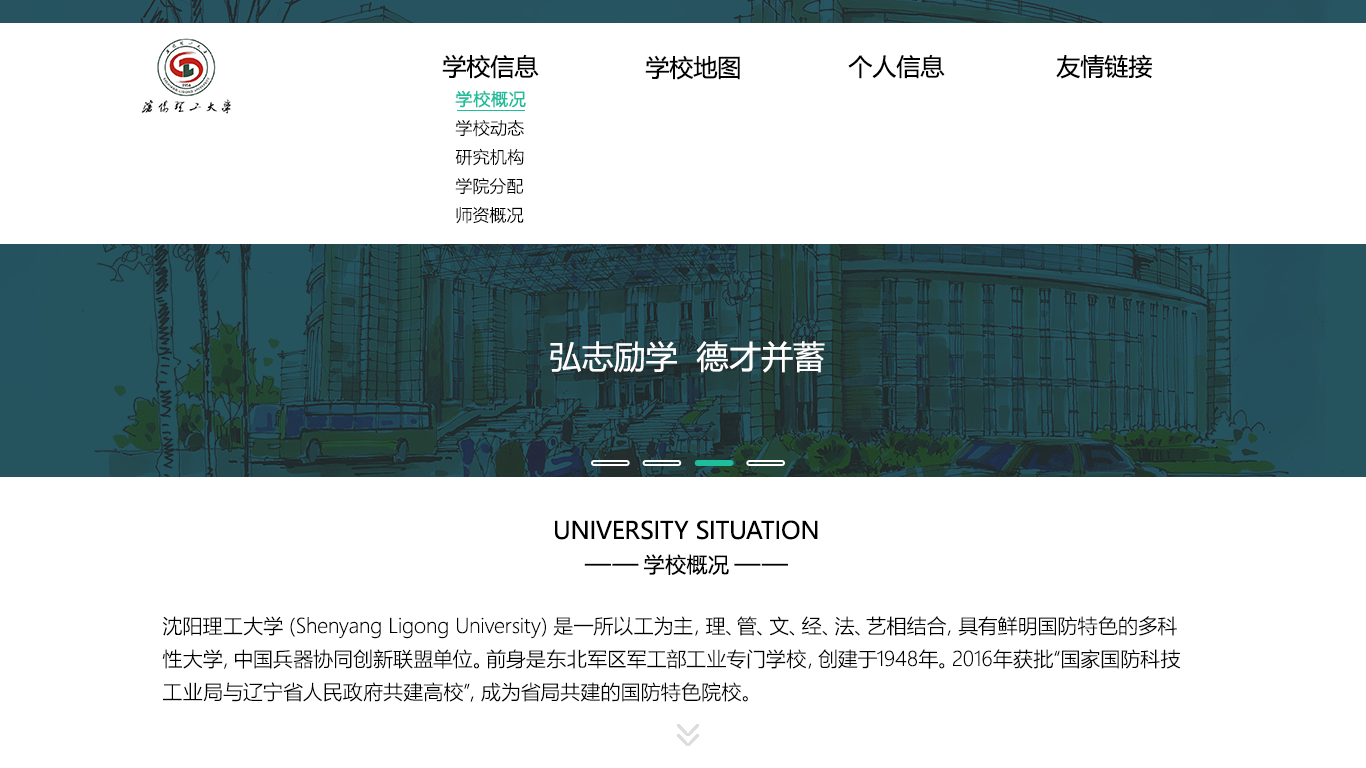 沈阳理工大学
学校信息
学校地图
个人信息
友情链接
学校概况
学校动态
研究机构
学院分配
师资概况
弘志励学 德才并蓄
UNIVERSITY SITUATION
—— 学校概况 ——
沈阳理工大学 (Shenyang Ligong University) 是一所以工为主, 理、管、文、经、法、艺相结合, 具有鲜明国防特色的多科
性大学, 中国兵器协同创新联盟单位。前身是东北军区军工部工业专门学校, 创建于1948年。2016年获批“国家国防科技
工业局与辽宁省人民政府共建高校”, 成为省局共建的国防特色院校。